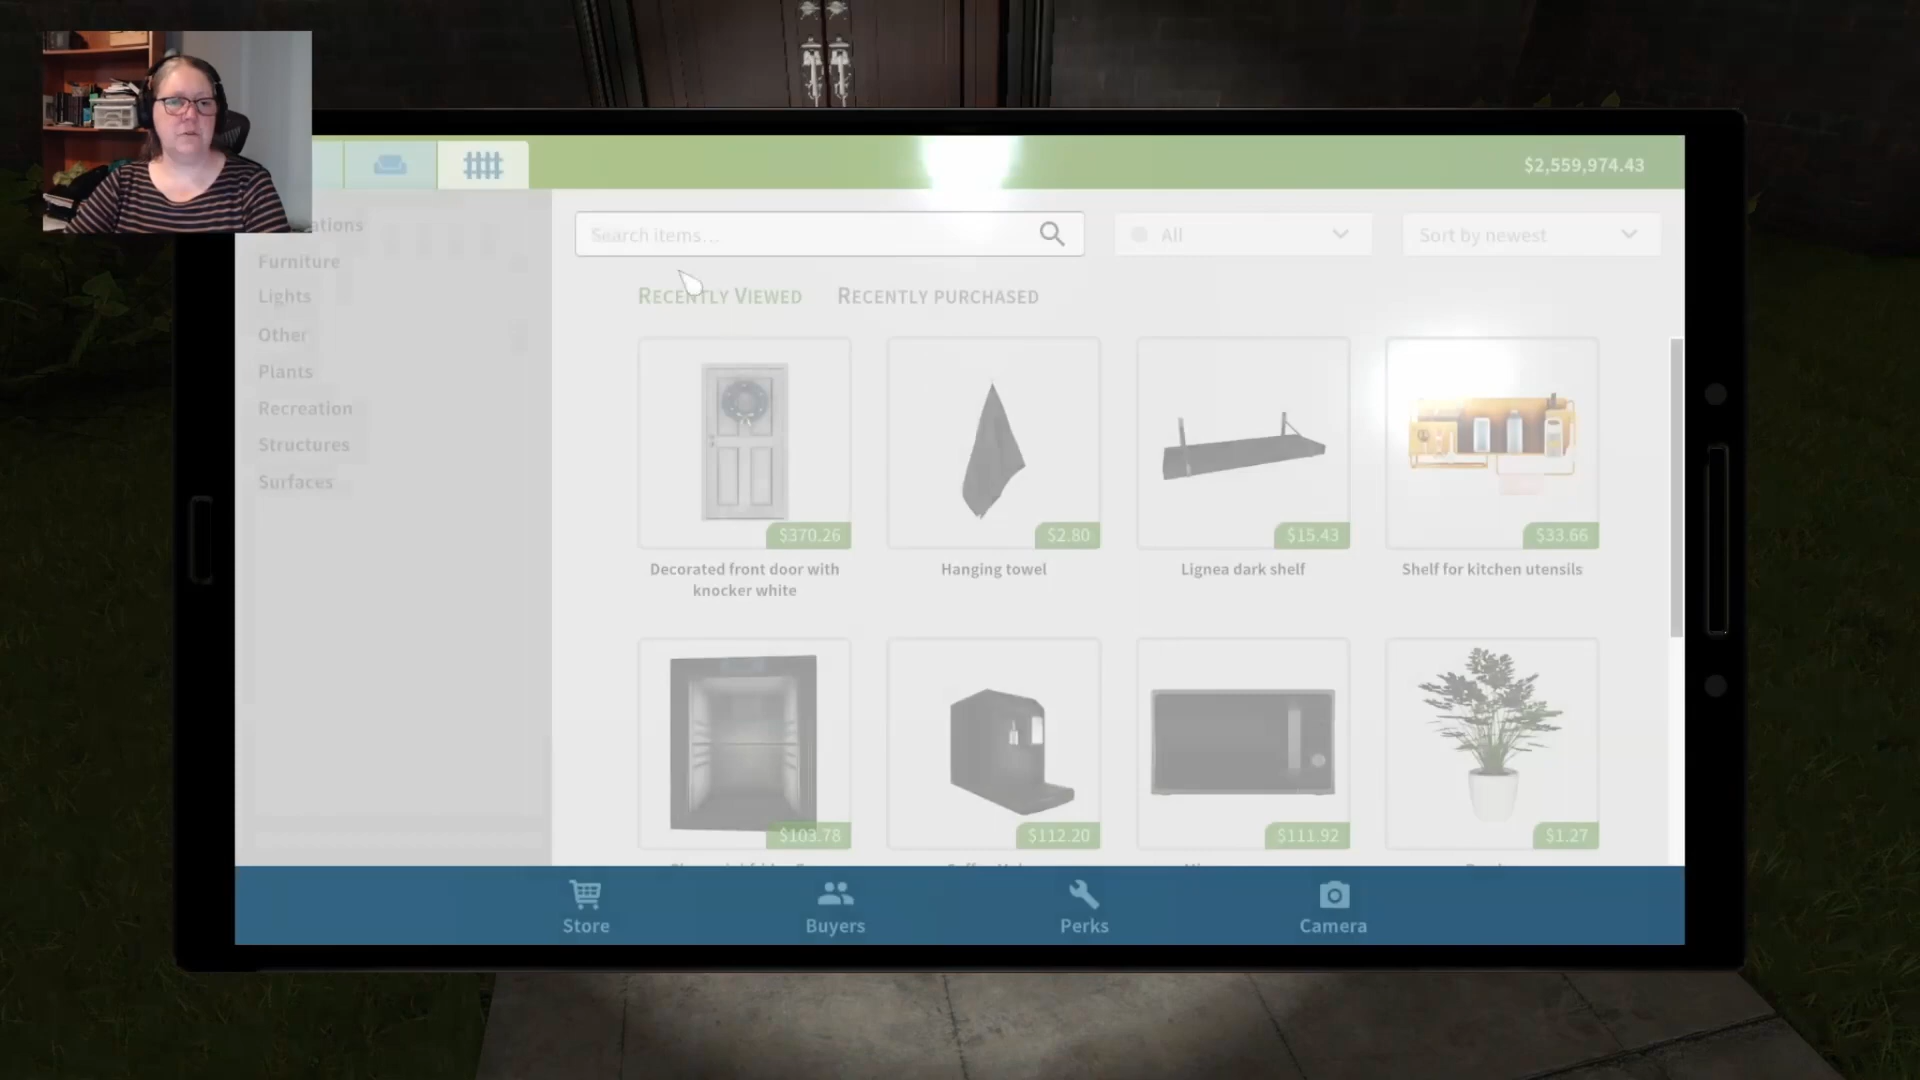 $2,559,974.43
Search items...
All
Sort by newest
Furniture
Lights
Other
Plants
Recreation
Structures
Surfaces
RECENTLY VIEWED
RECENTLY PURCHASED
$370.26
$2.80
$15.43
$33.66
Decorated front door with
knocker white
Hanging towel
Lignea dark shelf
Shelf for kitchen utensils
$103.78
$112.20
$111.92
$1.27
Store
Buyers
Perks
Camera